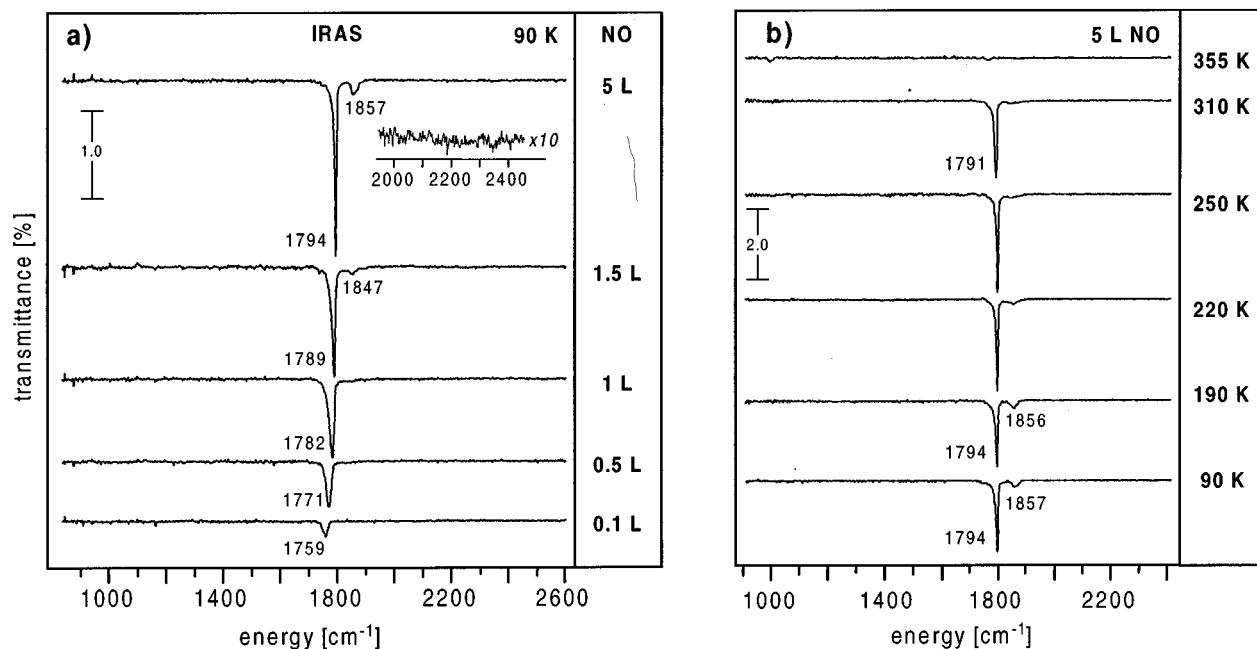 a) IRAS 90 K NO
5 L
1857
1.0
x10
2000 2200 2400
1794
1.5 L
1847
1789
1 L
1782
0.5 L
1771
0.1 L
1759
1000 1400 1800 2200 2600
energy [cm⁻¹]
transmittance [%]
b) 5 L NO
355 K
310 K
1791
250 K
2.0
220 K
190 K
1856
1794
90 K
1857
1794
1000 1400 1800 2200
energy [cm⁻¹]